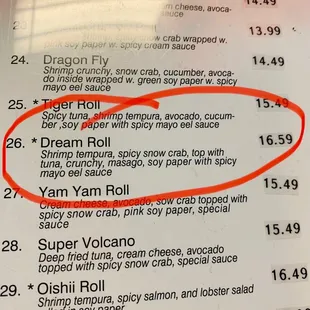 cheese, avoca-
14.49
snow crab wrapped w.
13.99
pink soy paper w. spicy dream sauce
24. Dragon Fly 14.49
Shrimp crunchy, snow crab, cucumber, avoca-
do inside wrapped w. green soy paper w. spicy
mayo eel sauce
25. * Tiger Roll 15.49
Spicy tuna, shrimp tempura, avocado, cucum-
ber ,soy paper with spicy mayo eel sauce
26. * Dream Roll 16.59
Shrimp tempura, spicy snow crab, top with
tuna, crunchy, masago, soy paper with spicy
mayo eel sauce
27. Yam Yam Roll 15.49
Cream cheese, avocado, sow crab topped with
spicy snow crab, pink soy paper, special
sauce
28. Super Volcano 15.49
Deep fried tuna, cream cheese, avocado
topped with spicy snow crab, special sauce
29. * Oishii Roll 16.49
Shrimp tempura, spicy salmon, and lobster salad
in soy paper